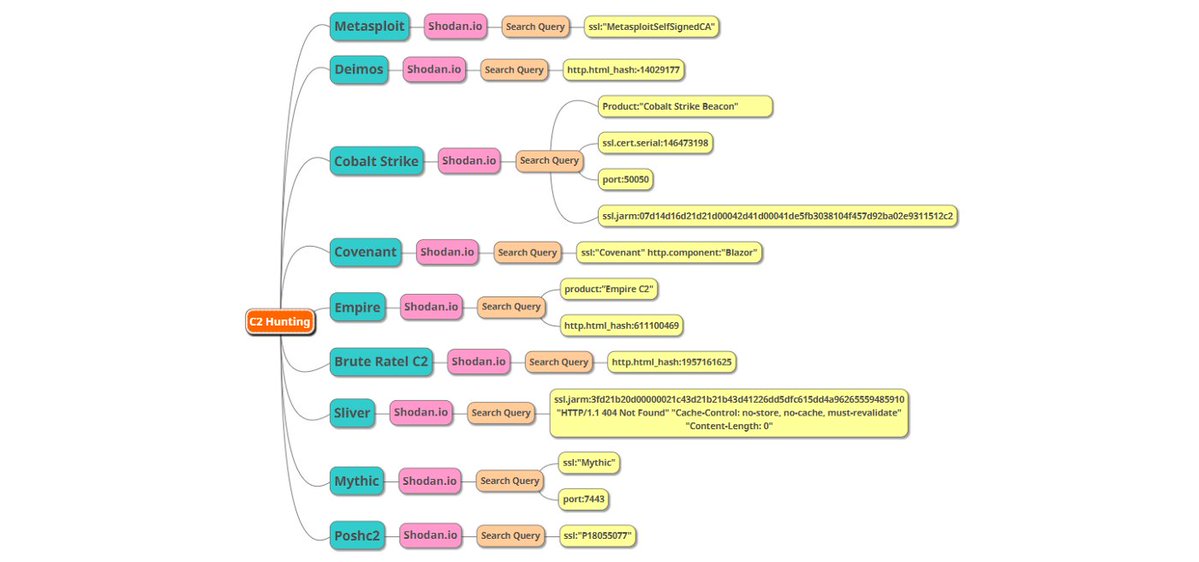 Metasploit
Shodan.io
Search Query
ssl:"MetasploitSelfSignedCA"
Deimos
Shodan.io
Search Query
http.html_hash:-14029177
Cobalt Strike
Shodan.io
Search Query
Product:"Cobalt Strike Beacon"
ssl.cert.serial:146473198
port:50050
ssl.jarm:07d14d16d21d21d00042d41d00041de5fb3038104f457d92ba02e9311512c2
Covenant
Shodan.io
Search Query
ssl:"Covenant" http.component:"Blazor"
C2 Hunting
Empire
Shodan.io
Search Query
product:"Empire C2"
http.html_hash:611100469
Brute Ratel C2
Shodan.io
Search Query
http.html_hash:1957161625
Sliver
Shodan.io
Search Query
ssl.jarm:3fd21b20d00000021c43d21b21b43d41226dd5dfc615dd4a96265559485910
"HTTP/1.1 404 Not Found" "Cache-Control: no-store, no-cache, must-revalidate"
"Content-Length: 0"
Mythic
Shodan.io
Search Query
ssl:"Mythic"
port:7443
Poshc2
Shodan.io
Search Query
ssl:"P18055077"